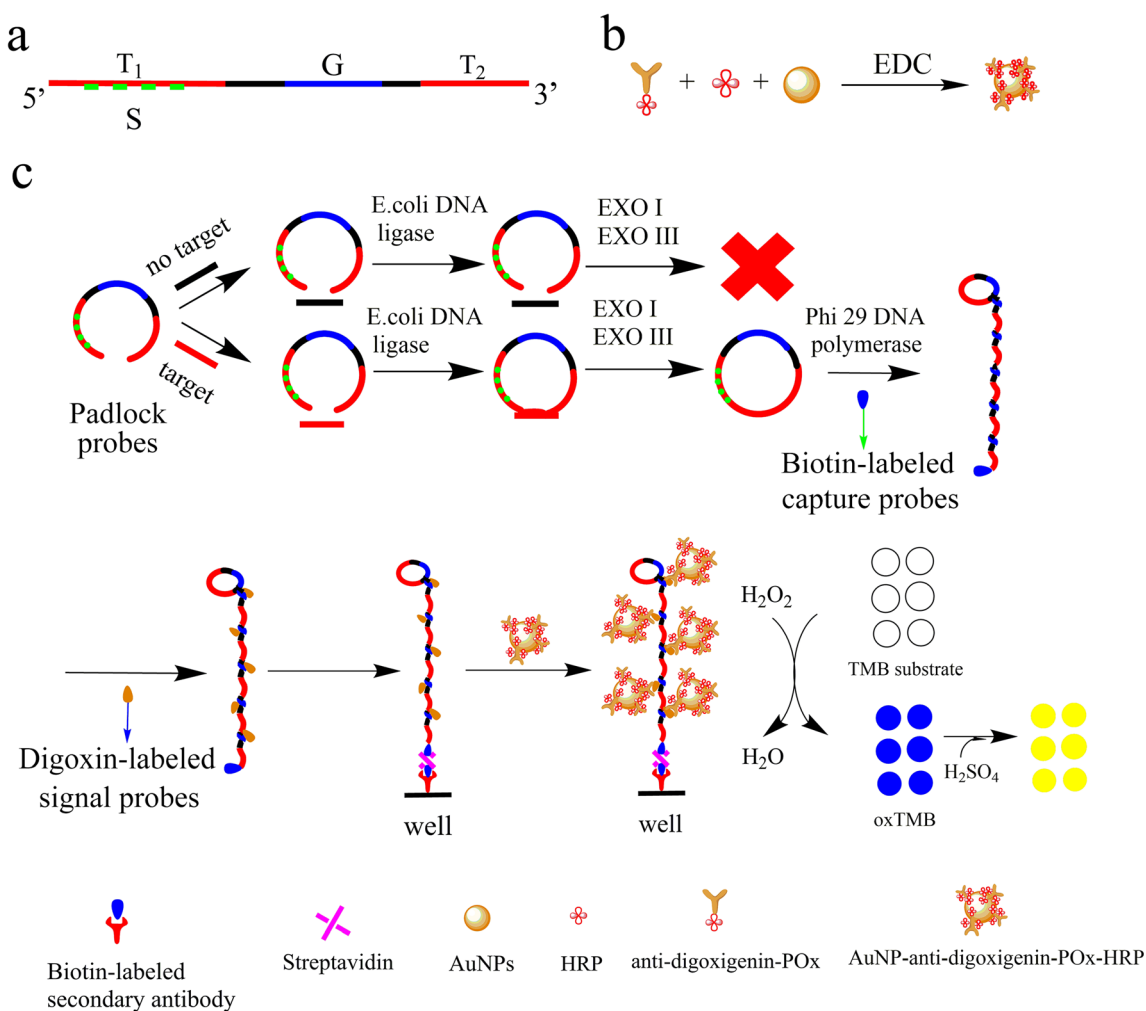 a
T₁
G
T₂
5’
3’
S
b
+
+
EDC
c
no target
target
Padlock
probes
E.coli DNA
ligase
EXO I
EXO III
E.coli DNA
ligase
EXO I
EXO III
Phi 29 DNA
polymerase
Biotin-labeled
capture probes
Digoxin-labeled
signal probes
well
well
H₂O₂
H₂O
TMB substrate
oxTMB
H₂SO₄
Biotin-labeled
secondary antibody
Streptavidin
AuNPs
HRP
anti-digoxigenin-POx
AuNP-anti-digoxigenin-POx-HRP